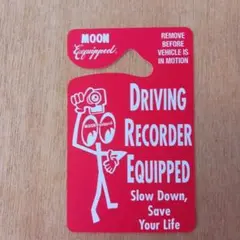 MOON
Equipped
REMOVE
BEFORE
VEHICLE IS
IN MOTION
DRIVING
RECORDER
EQUIPPED
Slow Down,
Save
Your Life